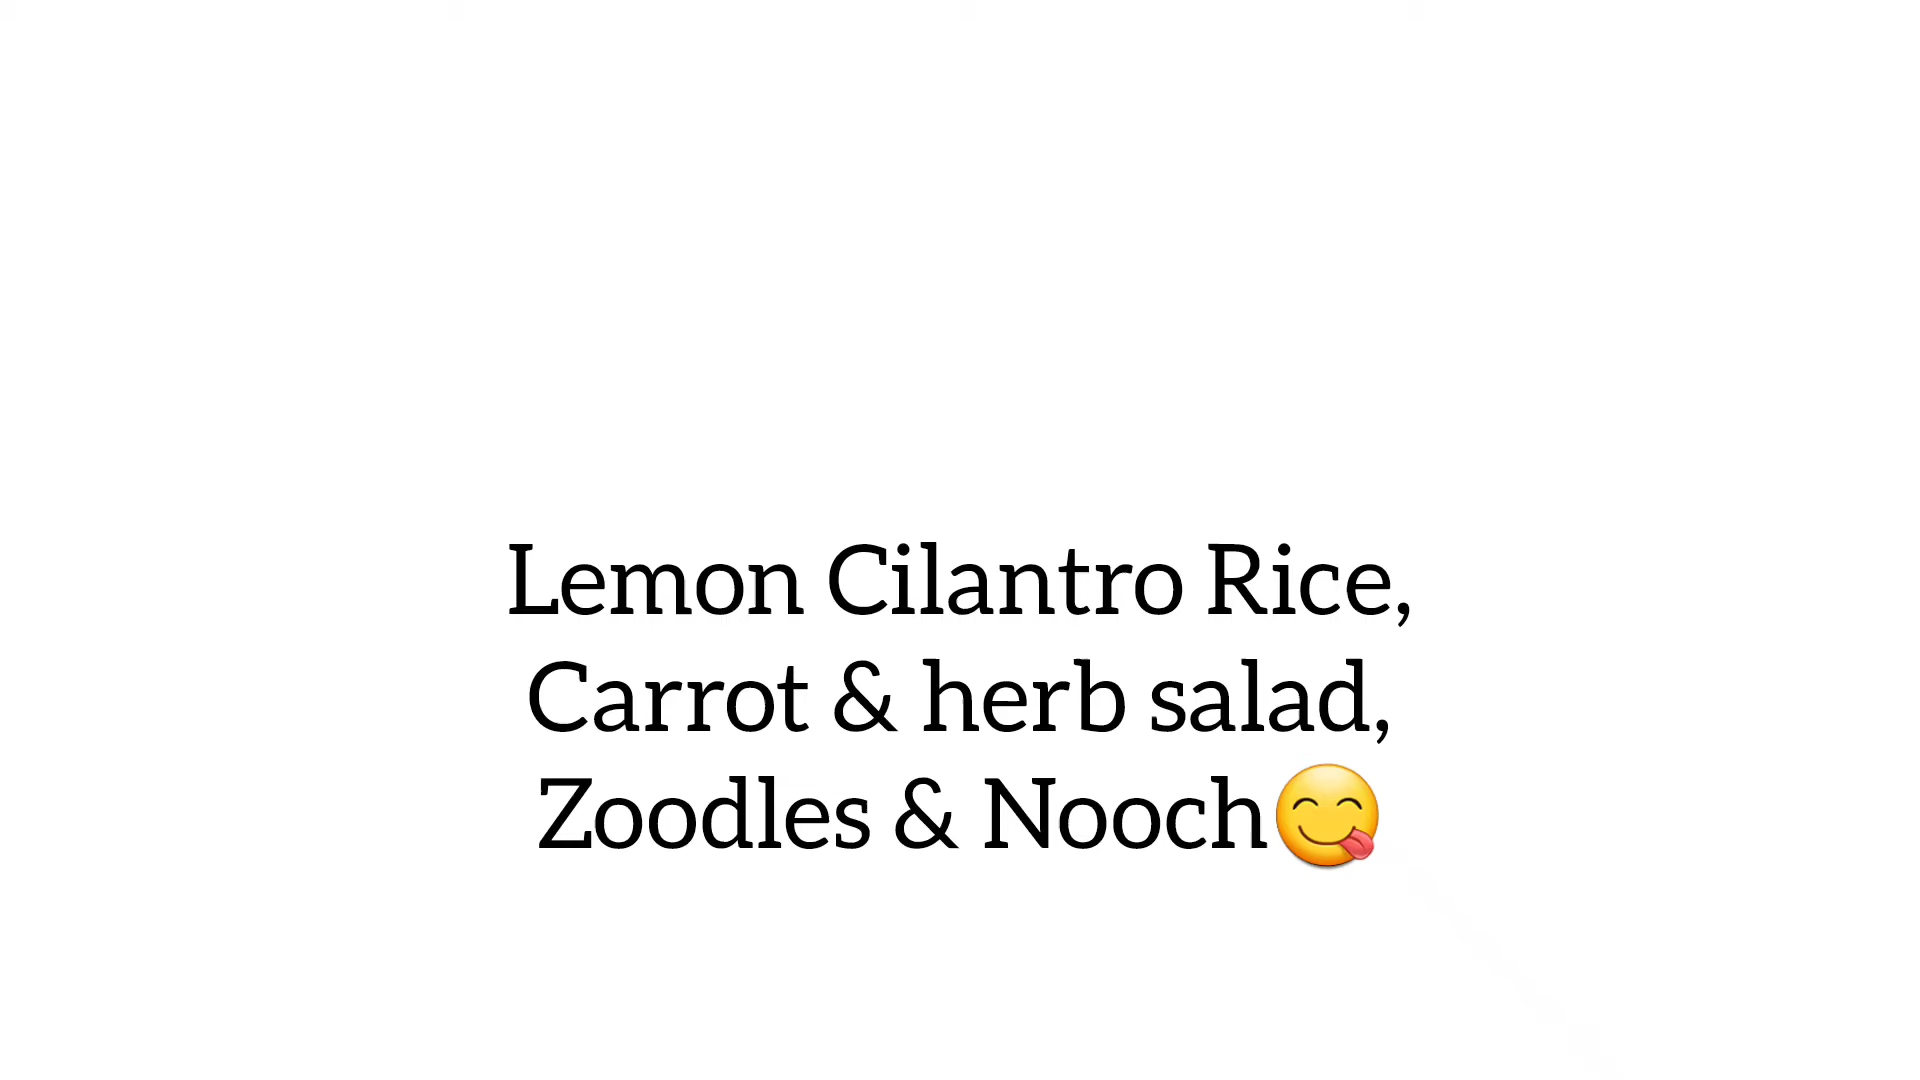 Lemon Cilantro Rice,
Carrot & herb salad,
Zoodles & Nooch😋